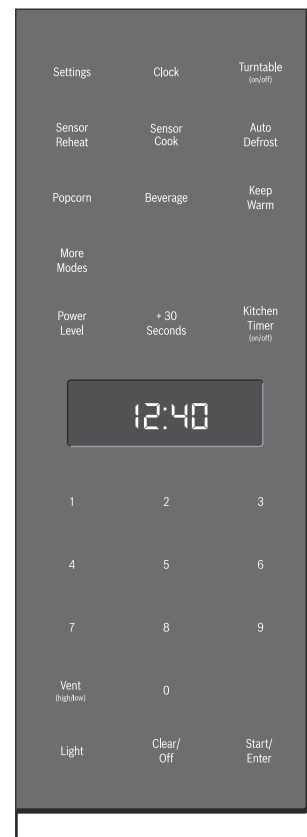 Settings
Clock
Turntable
(on/off)
Sensor
Reheat
Sensor
Cook
Auto
Defrost
Popcorn
Beverage
Keep
Warm
More
Modes
Power
Level
+ 30
Seconds
Kitchen
Timer
(on/off)
12:40
1
2
3
4
5
6
7
8
9
Vent
(high/low)
0
Light
Clear/
Off
Start/
Enter